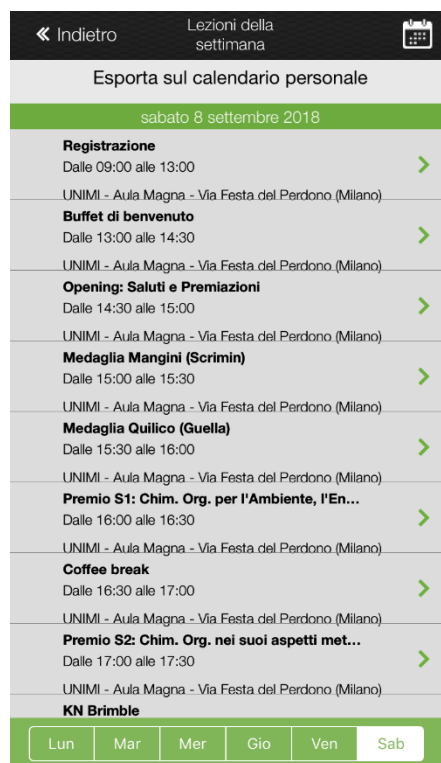 Indietro
Lezioni della
settimana
Esporta sul calendario personale
sabato 8 settembre 2018
Registrazione
Dalle 09:00 alle 13:00
UNIMI - Aula Magna - Via Festa del Perdono (Milano)
Buffet di benvenuto
Dalle 13:00 alle 14:30
UNIMI - Aula Magna - Via Festa del Perdono (Milano)
Opening: Saluti e Premiazioni
Dalle 14:30 alle 15:00
UNIMI - Aula Magna - Via Festa del Perdono (Milano)
Medaglia Mangini (Scrimin)
Dalle 15:00 alle 15:30
UNIMI - Aula Magna - Via Festa del Perdono (Milano)
Medaglia Quilico (Guella)
Dalle 15:30 alle 16:00
UNIMI - Aula Magna - Via Festa del Perdono (Milano)
Premio S1: Chim. Org. per l'Ambiente, l'En...
Dalle 16:00 alle 16:30
UNIMI - Aula Magna - Via Festa del Perdono (Milano)
Coffee break
Dalle 16:30 alle 17:00
UNIMI - Aula Magna - Via Festa del Perdono (Milano)
Premio S2: Chim. Org. nei suoi aspetti met...
Dalle 17:00 alle 17:30
UNIMI - Aula Magna - Via Festa del Perdono (Milano)
KN Brimble
Lun Mar Mer Gio Ven Sab